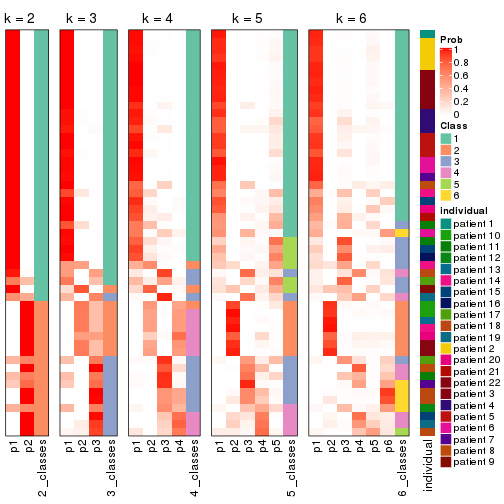 k = 2 k = 3 k = 4 k = 5 k = 6
p1 p2 2_classes
p1 p2 p3 3_classes
p1 p2 p3 p4 4_classes
p1 p2 p3 p4 p5 5_classes
p1 p2 p3 p4 p5 p6 6_classes
individual
Prob
1
0.8
0.6
0.4
0.2
0
Class
1
2
3
4
5
6
Individual
patient 1
patient 10
patient 11
patient 12
patient 13
patient 14
patient 15
patient 16
patient 17
patient 18
patient 19
patient 2
patient 20
patient 21
patient 22
patient 3
patient 4
patient 5
patient 6
patient 7
patient 8
patient 9